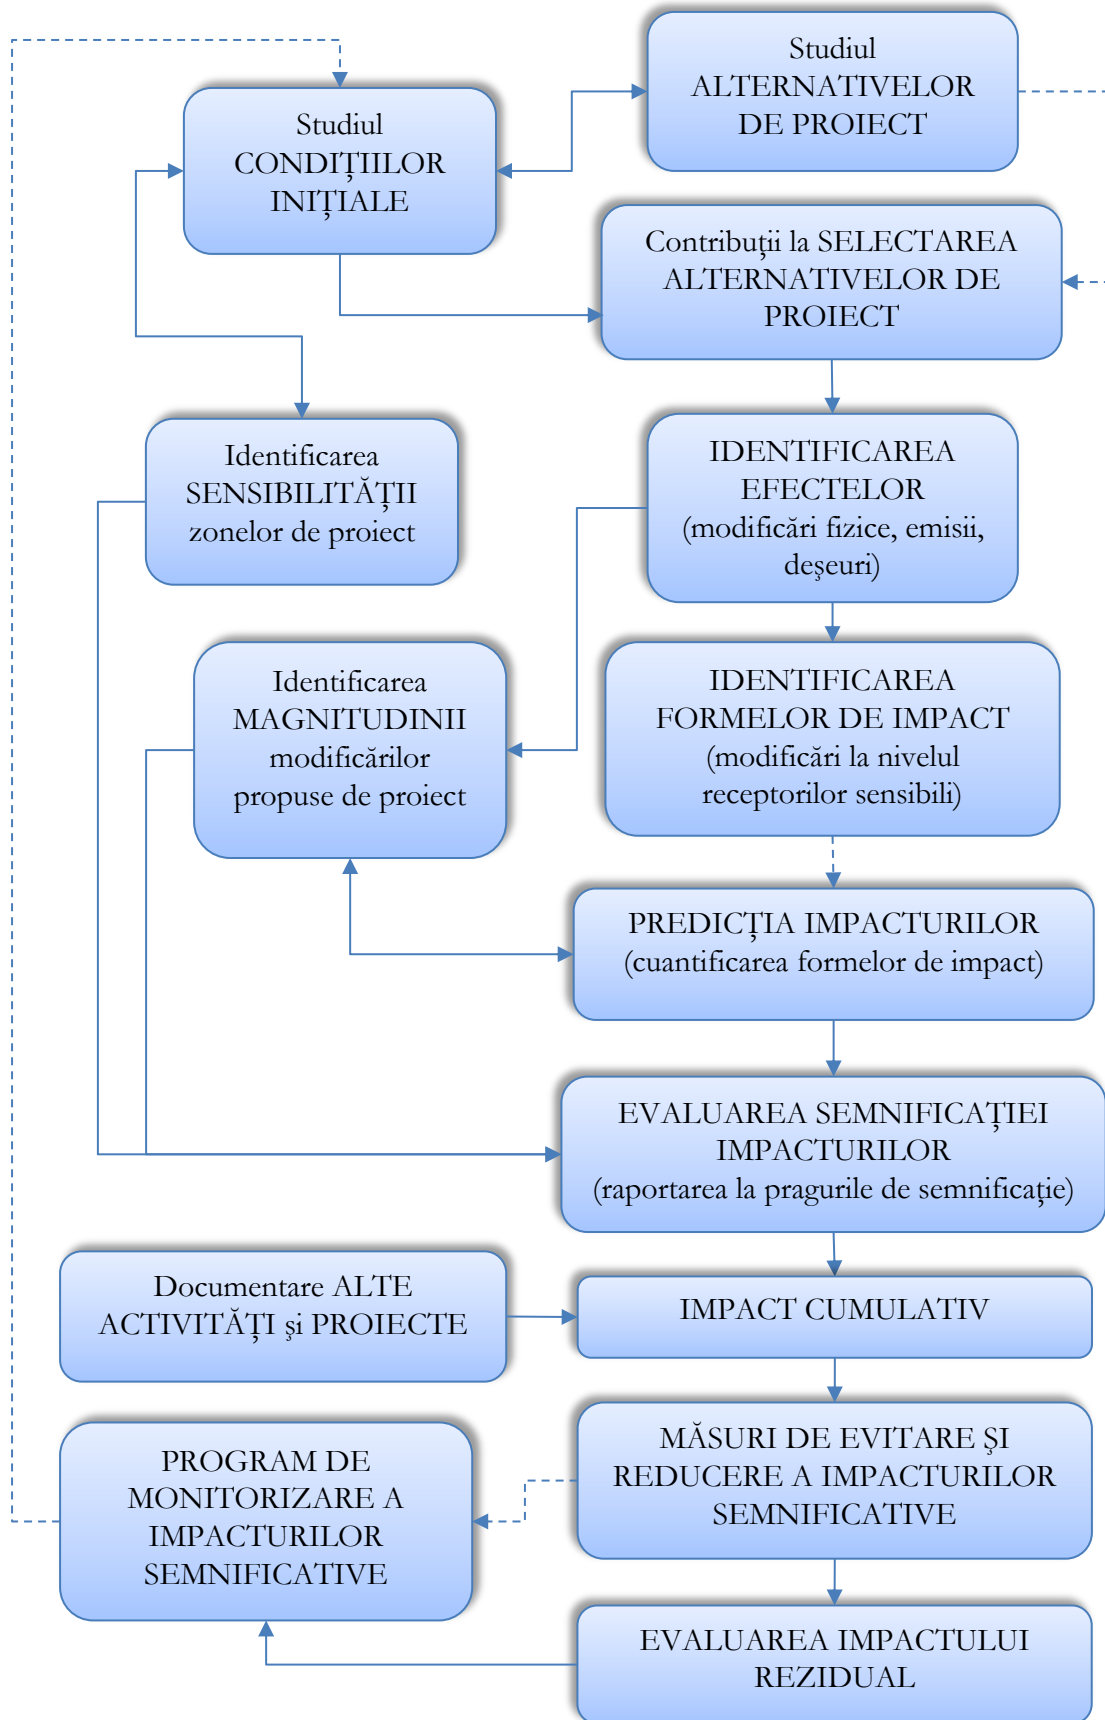 Studiul
ALTERNATIVELOR
DE PROIECT
Studiul
CONDIŢIILOR
INIŢIALE
Contribuţii la SELECTAREA
ALTERNATIVELOR DE
PROIECT
Identificarea
SENSIBILITĂŢII
zonelor de proiect
IDENTIFICAREA
EFECTELOR
(modificări fizice, emisii,
deşeuri)
Identificarea
MAGNITUDINII
modificărilor
propuse de proiect
IDENTIFICAREA
FORMELOR DE IMPACT
(modificări la nivelul
receptorilor sensibili)
PREDICŢIA IMPACTURILOR
(cuantificarea formelor de impact)
EVALUAREA SEMNIFICAŢIEI
IMPACTURILOR
(raportarea la pragurile de semnificaţie)
Documentare ALTE
ACTIVITĂŢI şi PROIECTE
IMPACT CUMULATIV
MĂSURI DE EVITARE ŞI
REDUCERE A IMPACTURILOR
SEMNIFICATIVE
PROGRAM DE
MONITORIZARE A
IMPACTURILOR
SEMNIFICATIVE
EVALUAREA IMPACTULUI
REZIDUAL